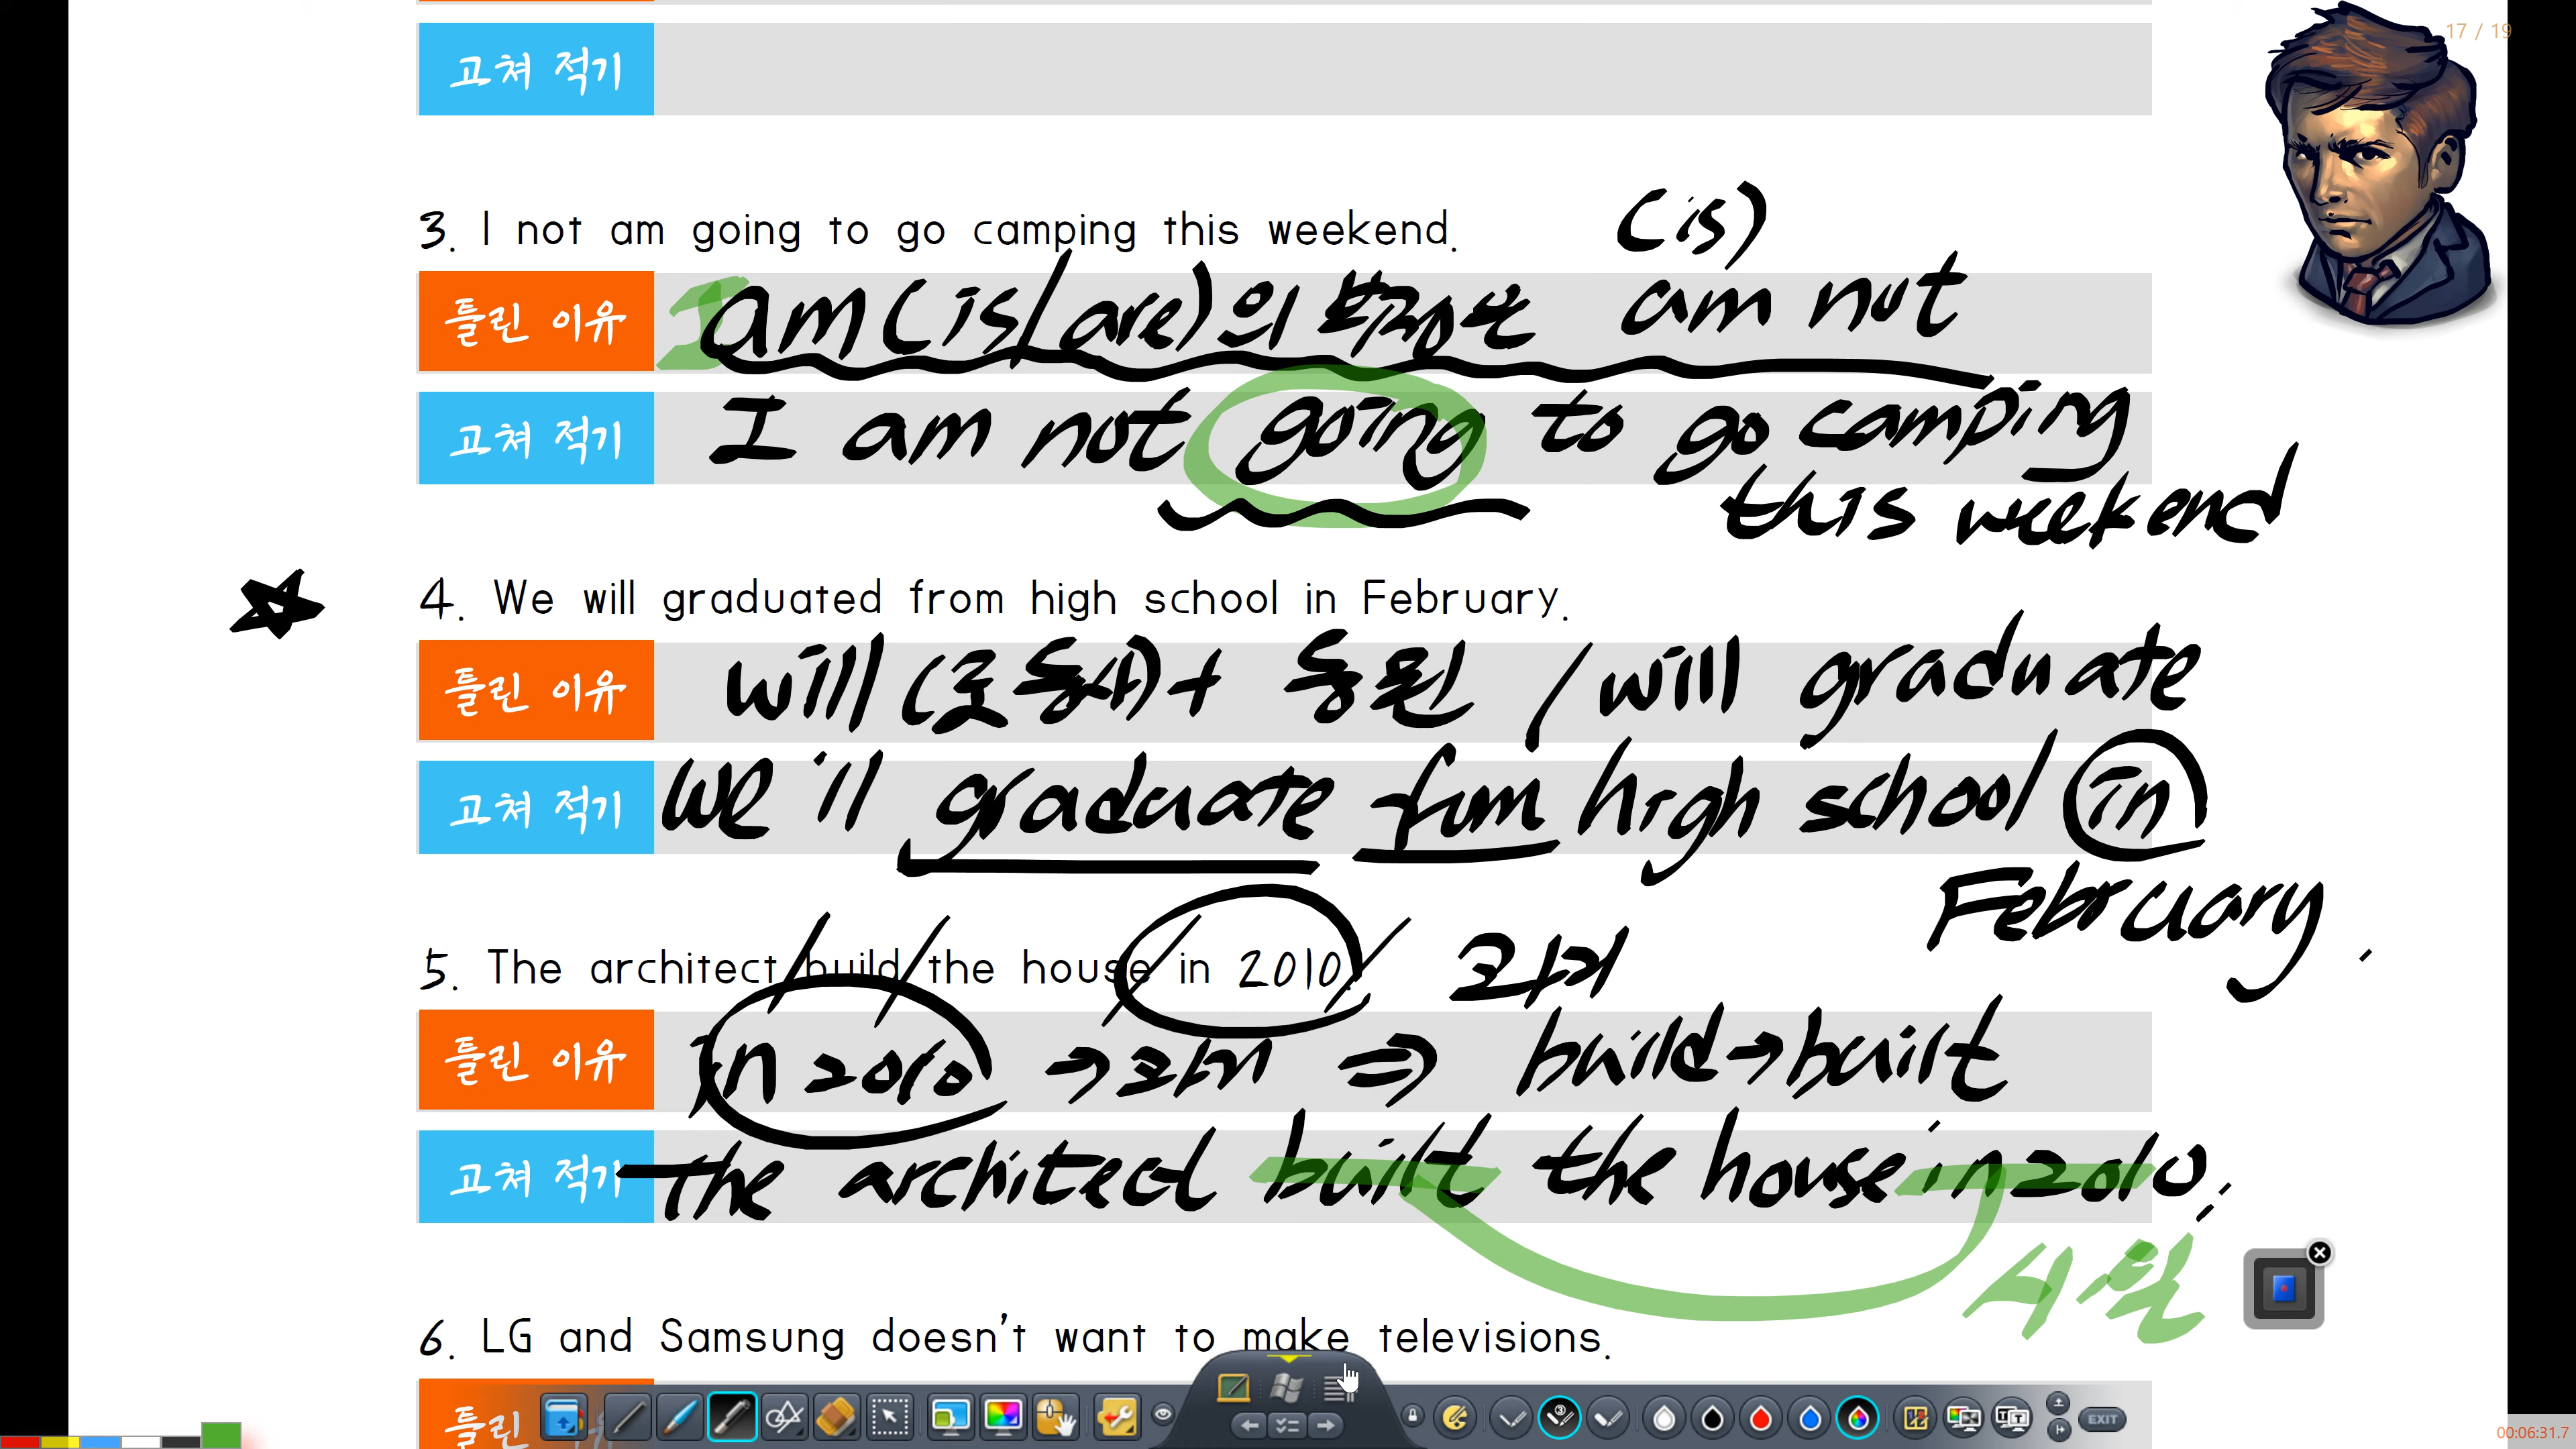 17 / 19
고쳐 적기
3. I not am going to go camping this weekend.
(is)
틀린 이유 I am (is/are)의 부정문 am not
고쳐 적기 I am not going to go camping
this weekend
4. We will graduated from high school in February.
틀린 이유 will (조동사) + 동원 / will graduate
고쳐 적기 We'll graduate from high school in
February.
5. The architect / build / the house / in 2010. / 과거
틀린 이유 in 2010 → 과거 ⇒ build → built
고쳐 적기 The architect built the house in 2010.
6. LG and Samsung doesn't want to make televisions.
틀린
EXIT
00:06:31.7